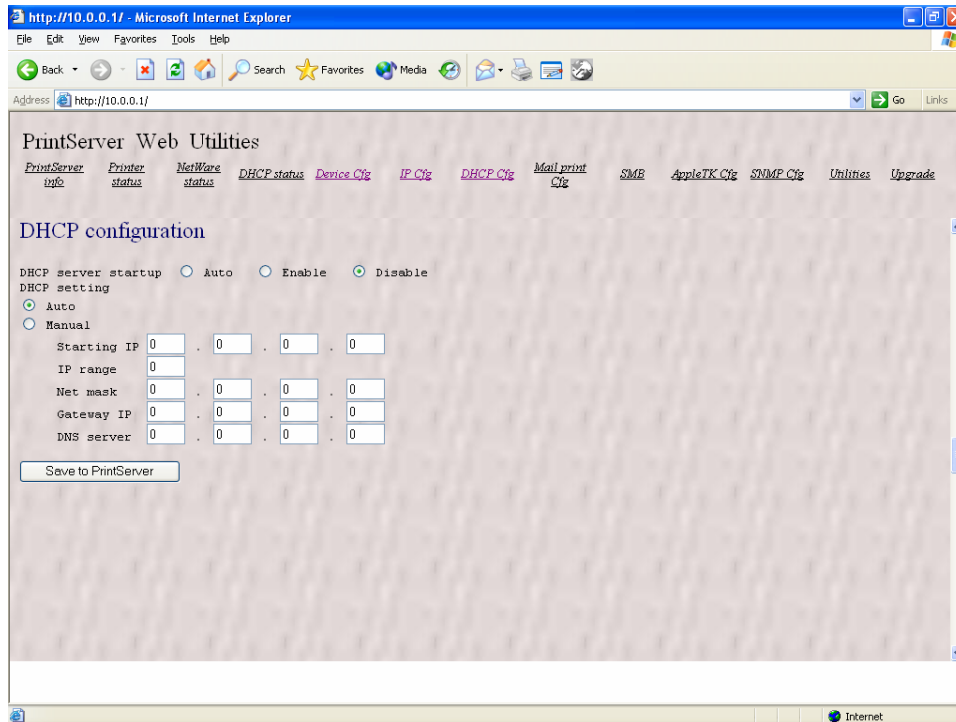 http://10.0.0.1/ - Microsoft Internet Explorer
File Edit View Favorites Tools Help
Back Search Favorites Media
Address http://10.0.0.1/ Go Links
PrintServer Web Utilities
PrintServer info Printer status NetWare status DHCP status Device Cfg IP Cfg DHCP Cfg Mail print Cfg SMB AppleTK Cfg SNMP Cfg Utilities Upgrade
DHCP configuration
DHCP server startup Auto Enable Disable
DHCP setting
Auto
Manual
Starting IP 0 . 0 . 0 . 0
IP range 0
Net mask 0 . 0 . 0 . 0
Gateway IP 0 . 0 . 0 . 0
DNS server 0 . 0 . 0 . 0
Save to PrintServer
Internet